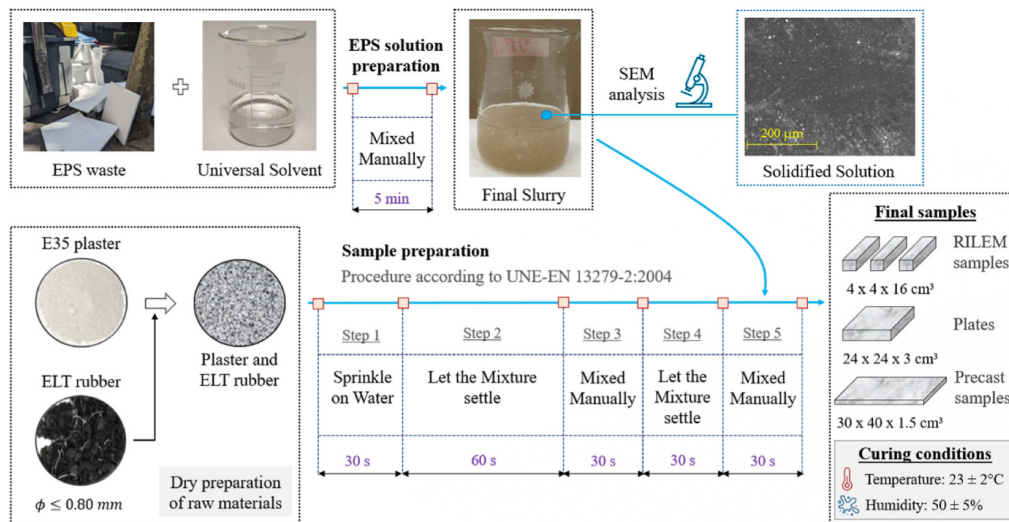 EPS waste
Universal Solvent
EPS solution
preparation
Mixed
Manually
5 min
Final Slurry
SEM
analysis
200 μm
Solidified Solution
E35 plaster
ELT rubber
ϕ ≤ 0.80 mm
Plaster and
ELT rubber
Dry preparation
of raw materials
Sample preparation
Procedure according to UNE-EN 13279-2:2004
Step 1
Step 2
Step 3
Step 4
Step 5
Sprinkle
on Water
Let the Mixture
settle
Mixed
Manually
Let the
Mixture
settle
Mixed
Manually
30 s
60 s
30 s
30 s
30 s
Final samples
RILEM
samples
4 x 4 x 16 cm³
Plates
24 x 24 x 3 cm³
Precast
samples
30 x 40 x 1.5 cm³
Curing conditions
Temperature: 23 ± 2°C
Humidity: 50 ± 5%